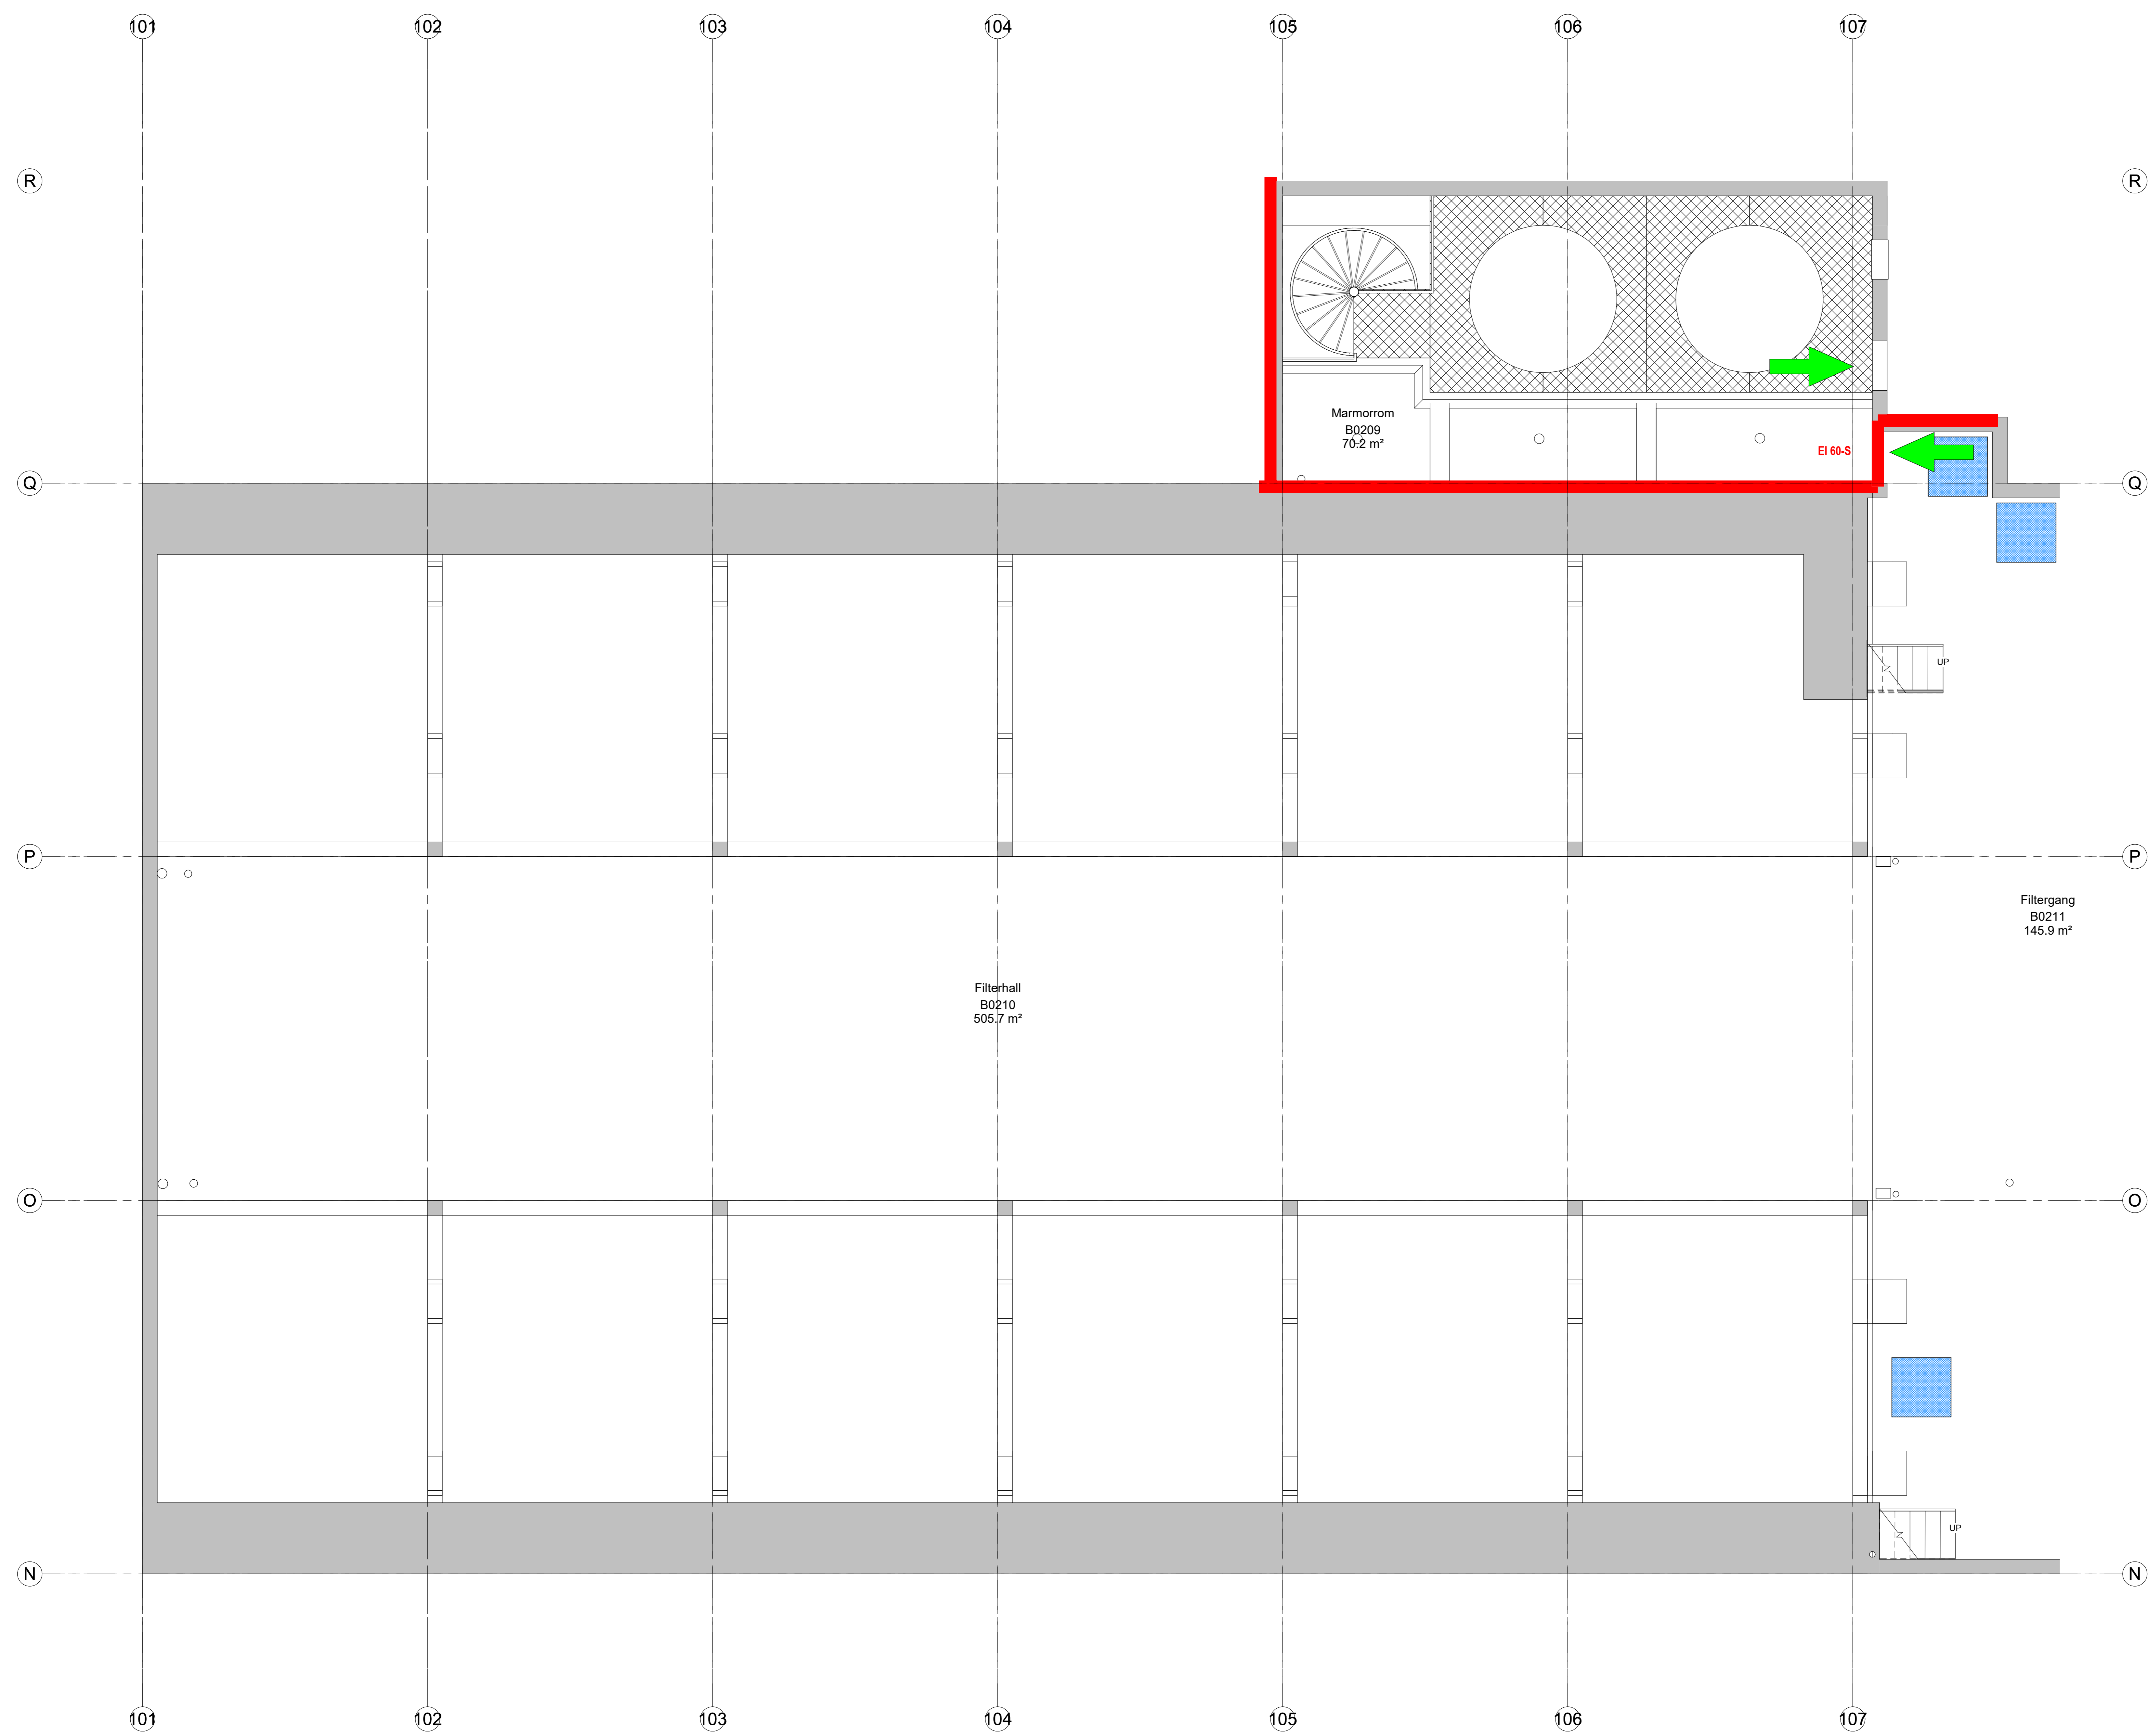 101 102 103 104 105 106 107
R R
Marmorrom
B0209
70.2 m²
EI 60-S
Q Q
UP
P P
Filtergang
B0211
145.9 m²
Filterhall
B0210
505.7 m²
O O
UP
N N
101 102 103 104 105 106 107